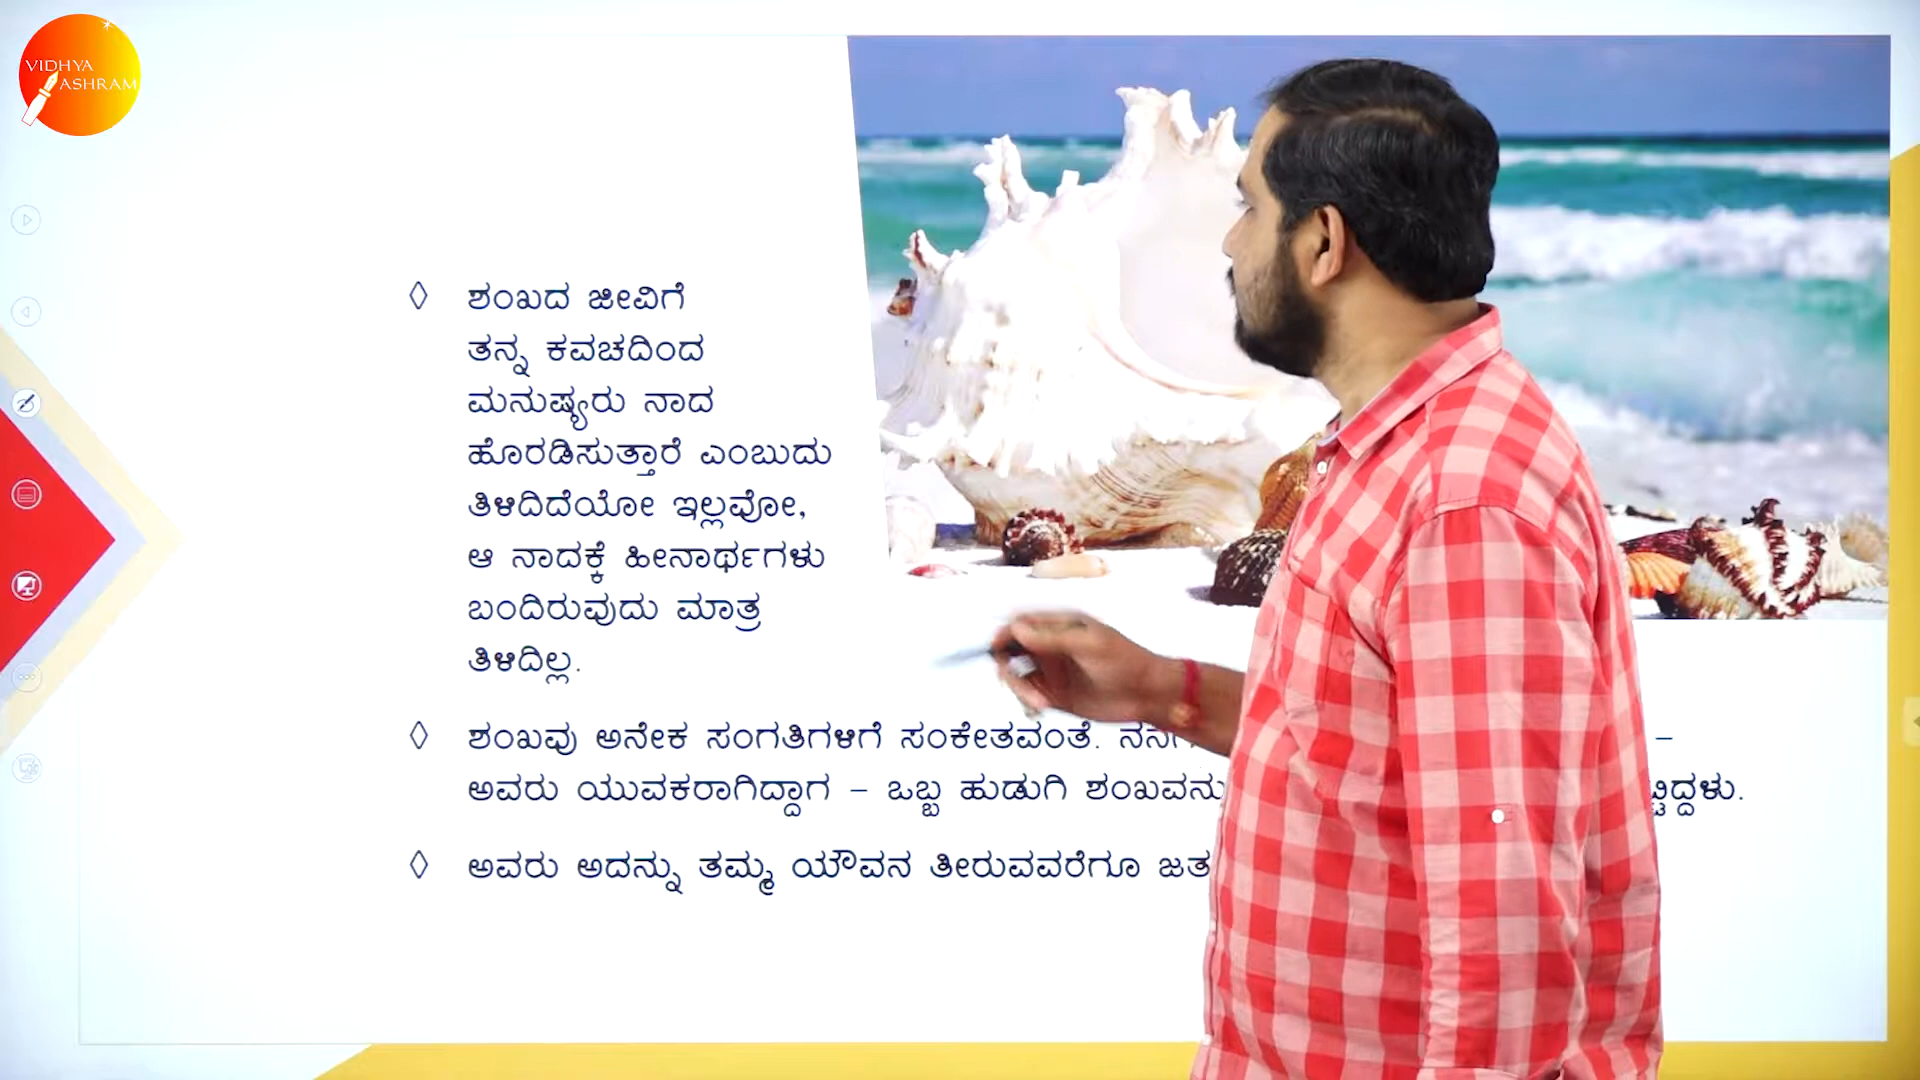 VIDHYA
ASHRAM
◊ ಶಂಖದ ಜೀವಿಗೆ
ತನ್ನ ಕವಚದಿಂದ
ಮನುಷ್ಯರು ನಾದ
ಹೊರಡಿಸುತ್ತಾರೆ ಎಂಬುದು
ತಿಳಿದಿದೆಯೋ ಇಲ್ಲವೋ,
ಆ ನಾದಕ್ಕೆ ಹೀನಾರ್ಥಗಳು
ಬಂದಿರುವುದು ಮಾತ್ರ
ತಿಳಿದಿಲ್ಲ.
◊ ಶಂಖವು ಅನೇಕ ಸಂಗತಿಗಳಿಗೆ ಸಂಕೇತವಂತೆ. –
ಅವರು ಯುವಕರಾಗಿದ್ದಾಗ – ಒಬ್ಬ ಹುಡುಗಿ
◊ ಅವರು ಅದನ್ನು ತಮ್ಮ ಯೌವನ ತೀರುವವರೆಗೂ